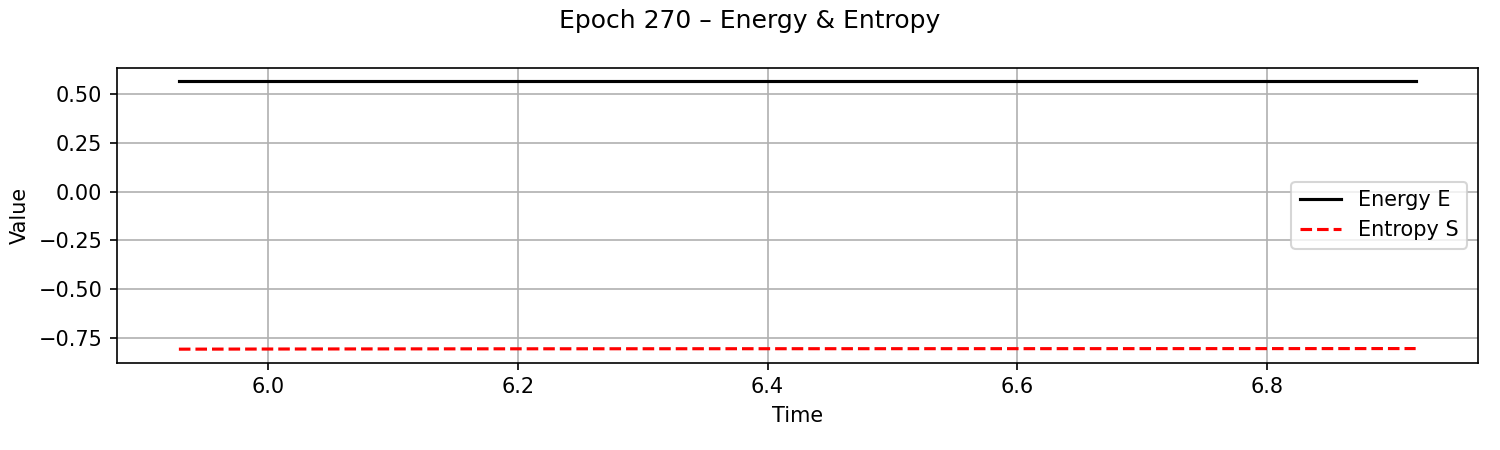 Epoch 270 – Energy & Entropy
0.50
0.25
0.00
−0.25
−0.50
−0.75
Value
Energy E
Entropy S
6.0 6.2 6.4 6.6 6.8
Time